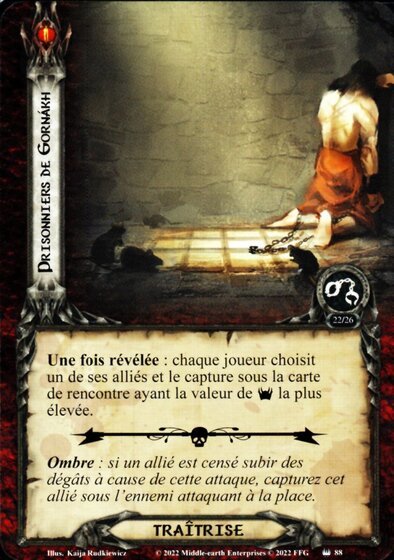 PRISONNIERS DE GORNÁKH
22/26
Une fois révélée : chaque joueur choisit
un de ses alliés et le capture sous la carte
de rencontre ayant la valeur de la plus
élevée.
Ombre : si un allié est censé subir des
dégâts à cause de cette attaque, capturez cet
allié sous l'ennemi attaquant à la place.
TRAÎTRISE
Illus. Kaija Rudkiewicz © 2022 Middle-earth Enterprises © 2022 FFG 88